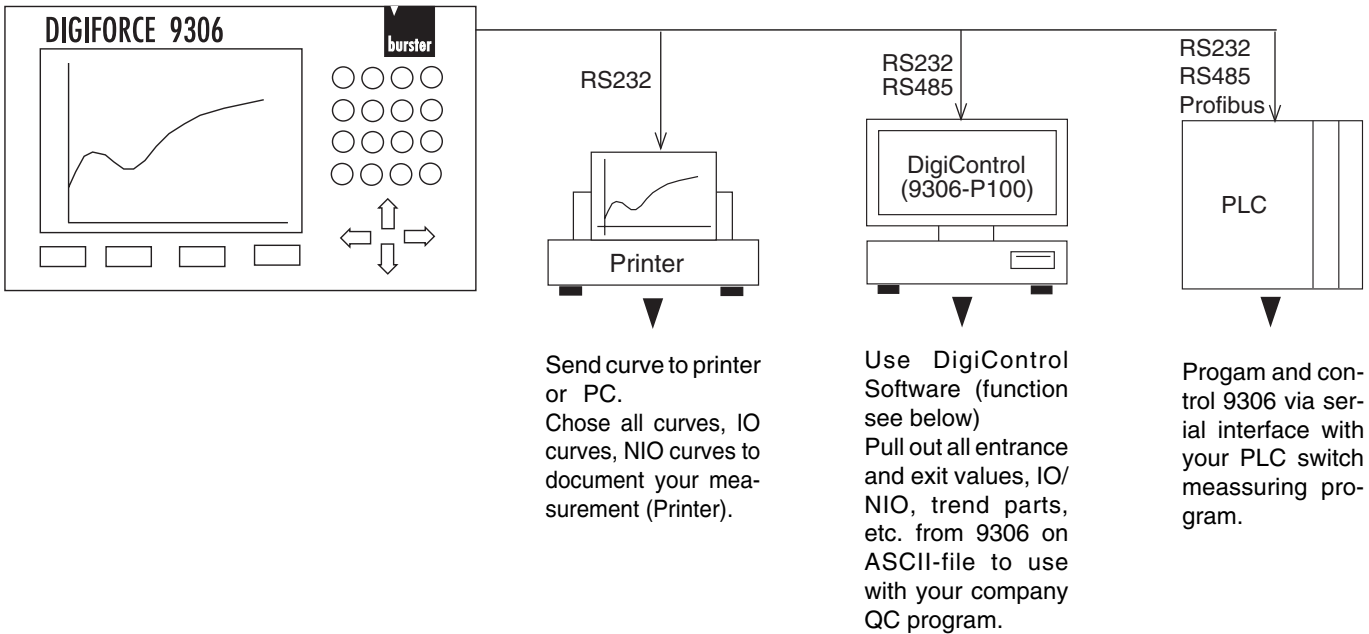 DIGIFORCE 9306
burster
RS232
RS232
RS485
RS232
RS485
Profibus
DigiControl
(9306-P100)
PLC
Printer
Send curve to printer
or PC.
Chose all curves, IO
curves, NIO curves to
document your mea-
surement (Printer).
Use DigiControl
Software (function
see below)
Pull out all entrance
and exit values, IO/
NIO, trend parts,
etc. from 9306 on
ASCII-file to use
with your company
QC program.
Progam and con-
trol 9306 via ser-
ial interface with
your PLC switch
meassuring pro-
gram.